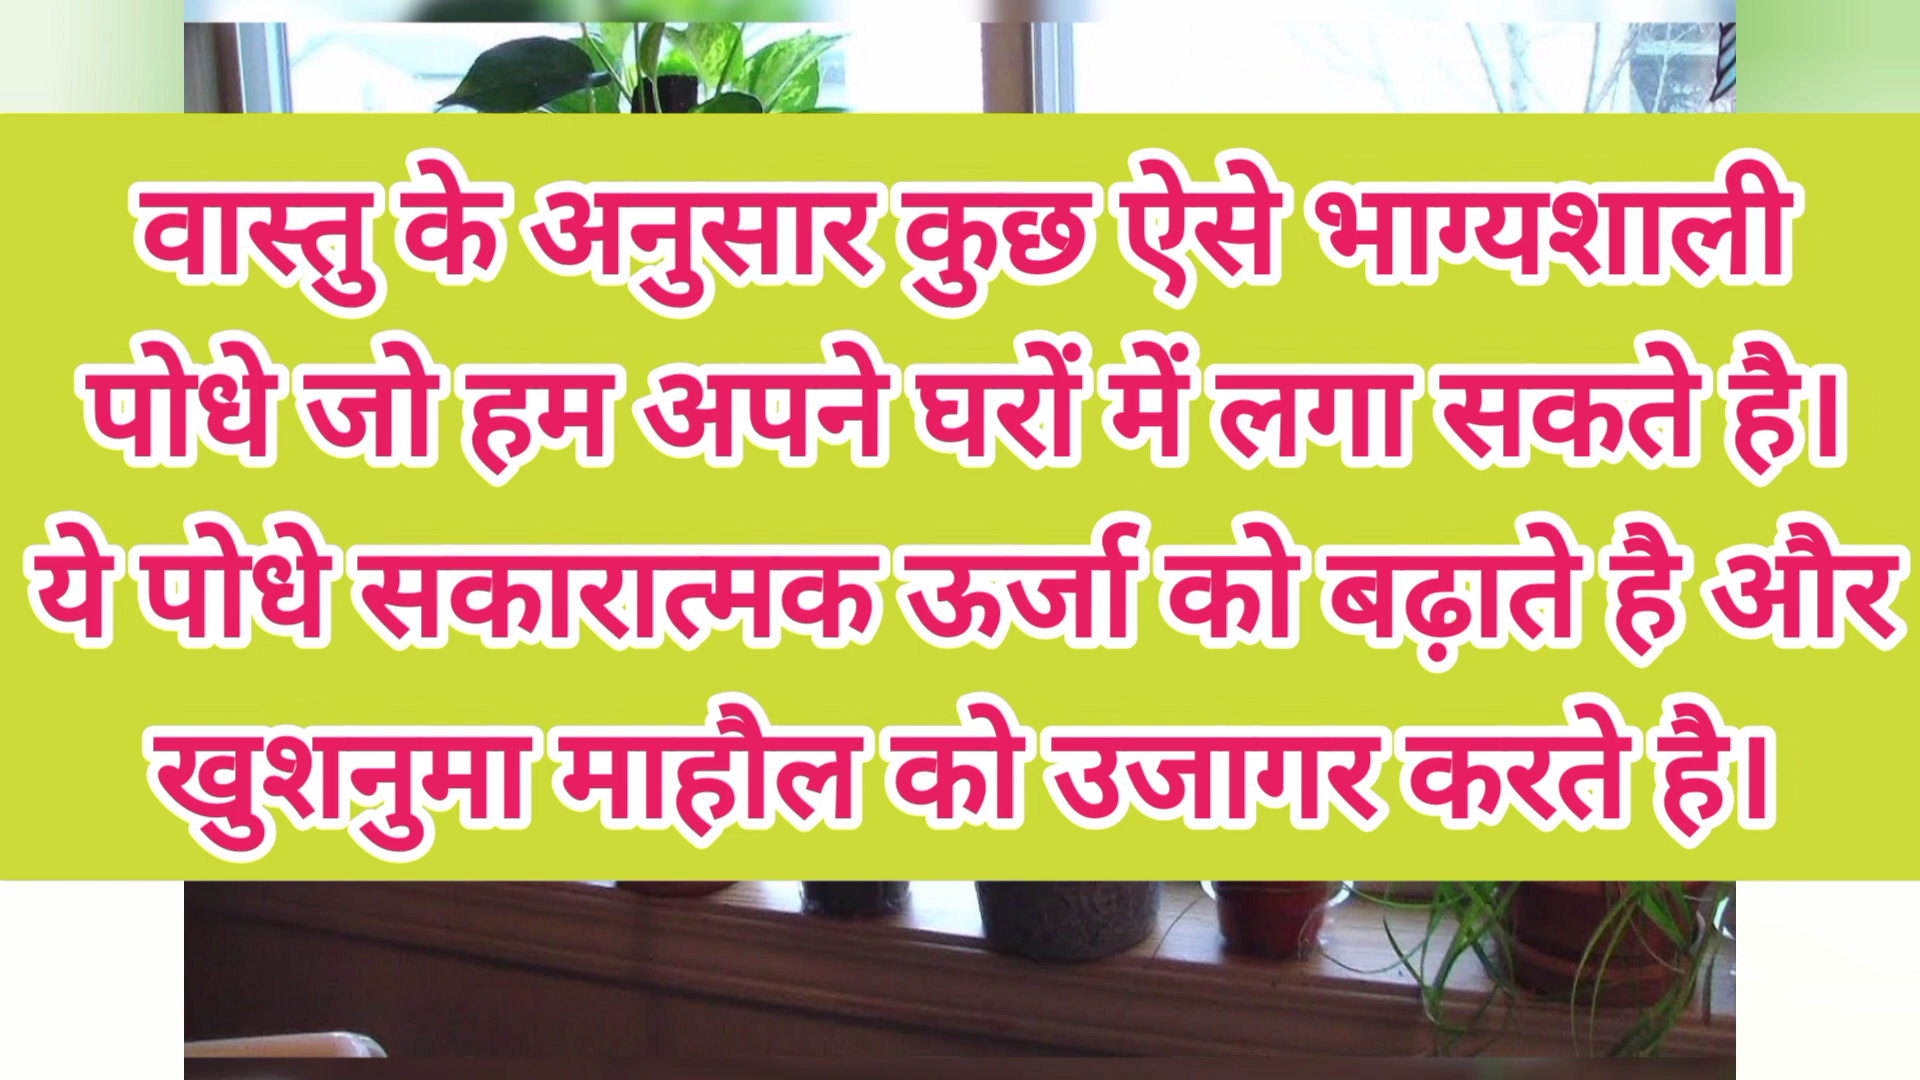 वास्तु के अनुसार कुछ ऐसे भाग्यशाली
पोधे जो हम अपने घरों में लगा सकते है।
ये पोधे सकारात्मक ऊर्जा को बढ़ाते है और
खुशनुमा माहौल को उजागर करते है।